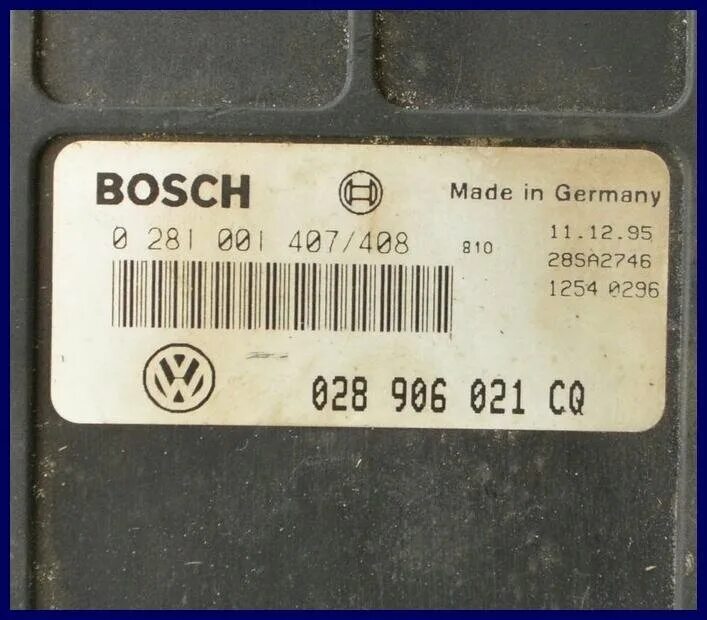 BOSCH
Made in Germany
0 281 001 407/408
810
11.12.95
28SA2746
1254 0296
028 906 021 CQ